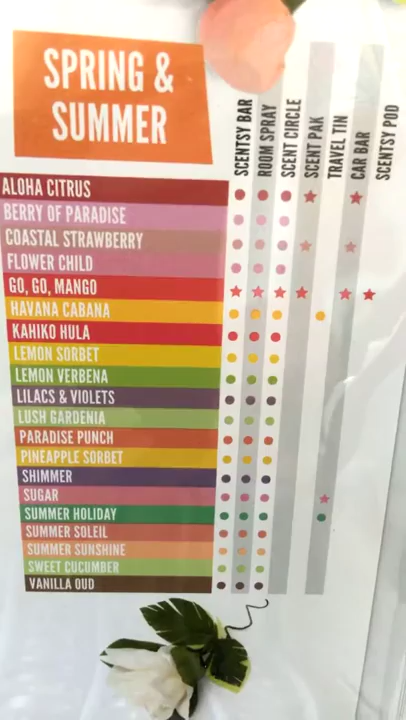 SPRING &
SUMMER
SCENTSY BAR
ROOM SPRAY
SCENT CIRCLE
SCENT PAK
TRAVEL TIN
CAR BAR
SCENTSY POD
ALOHA CITRUS
BERRY OF PARADISE
COASTAL STRAWBERRY
FLOWER CHILD
GO, GO, MANGO
HAVANA CABANA
KAHIKO HULA
LEMON SORBET
LEMON VERBENA
LILACS & VIOLETS
LUSH GARDENIA
PARADISE PUNCH
PINEAPPLE SORBET
SHIMMER
SUGAR
SUMMER HOLIDAY
SUMMER SOLEIL
SUMMER SUNSHINE
SWEET CUCUMBER
VANILLA OUD